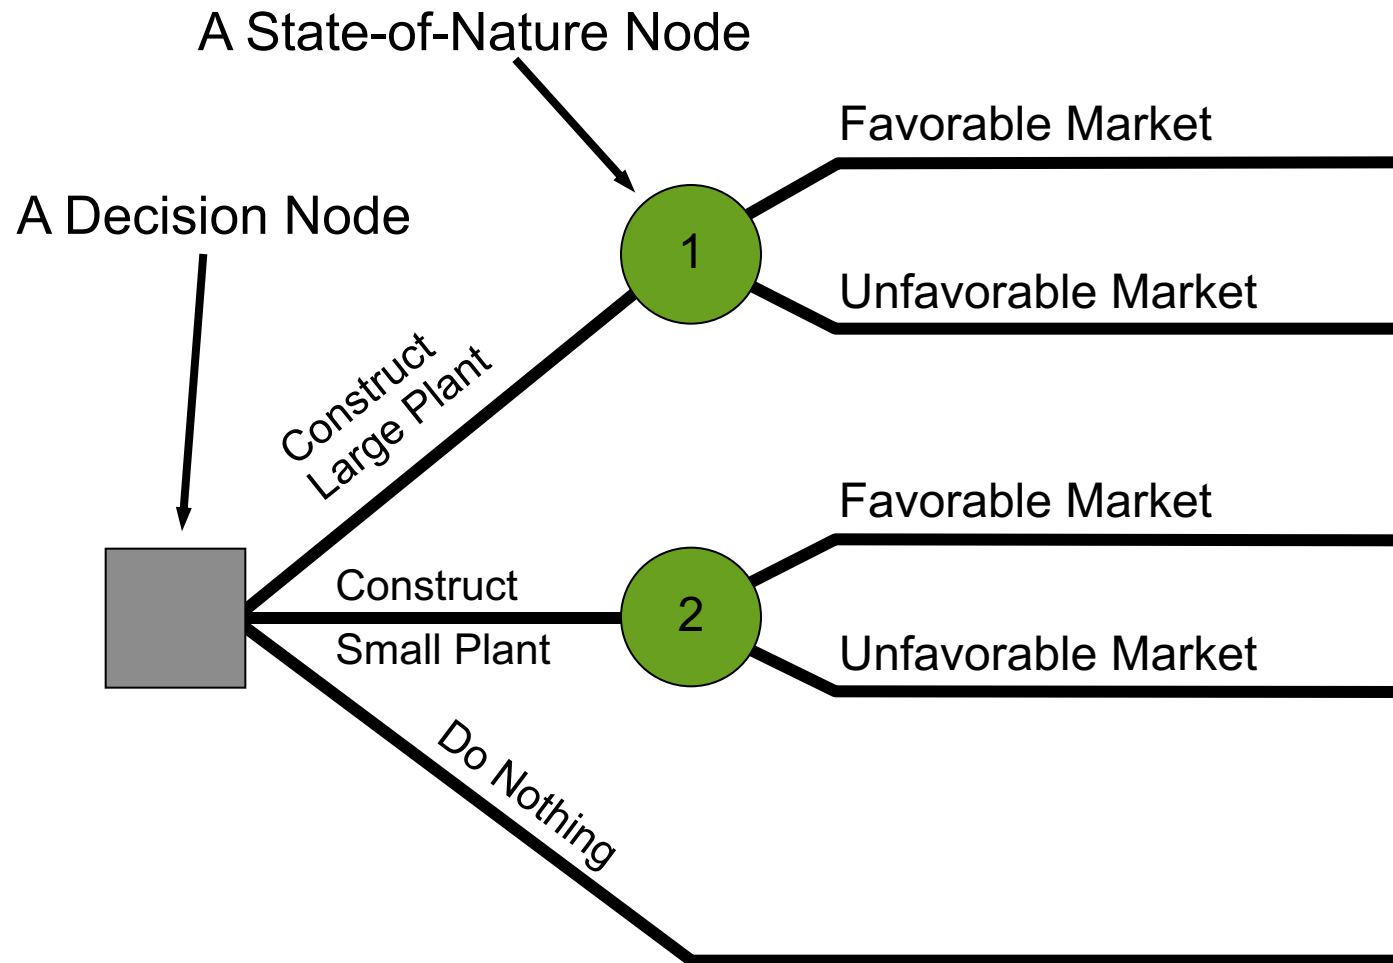 A State-of-Nature Node
Favorable Market
A Decision Node
1
Unfavorable Market
Construct
Large Plant
Favorable Market
Construct
2
Small Plant
Unfavorable Market
Do Nothing